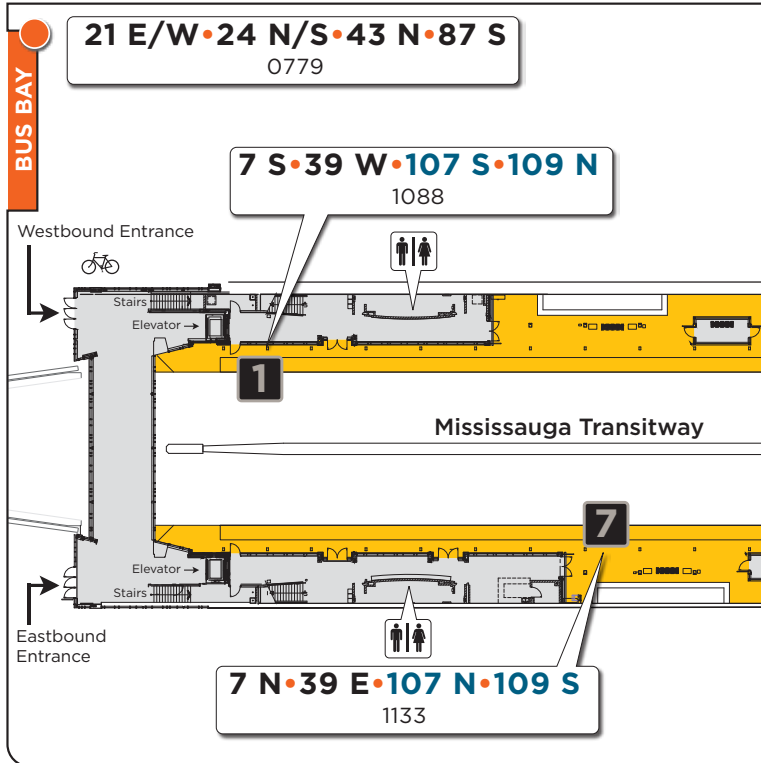 BUS BAY
21 E/W•24 N/S•43 N•87 S
0779
7 S•39 W•107 S•109 N
1088
Westbound Entrance
Stairs
Elevator
1
Mississauga Transitway
7
Elevator
Stairs
Eastbound
Entrance
7 N•39 E•107 N•109 S
1133